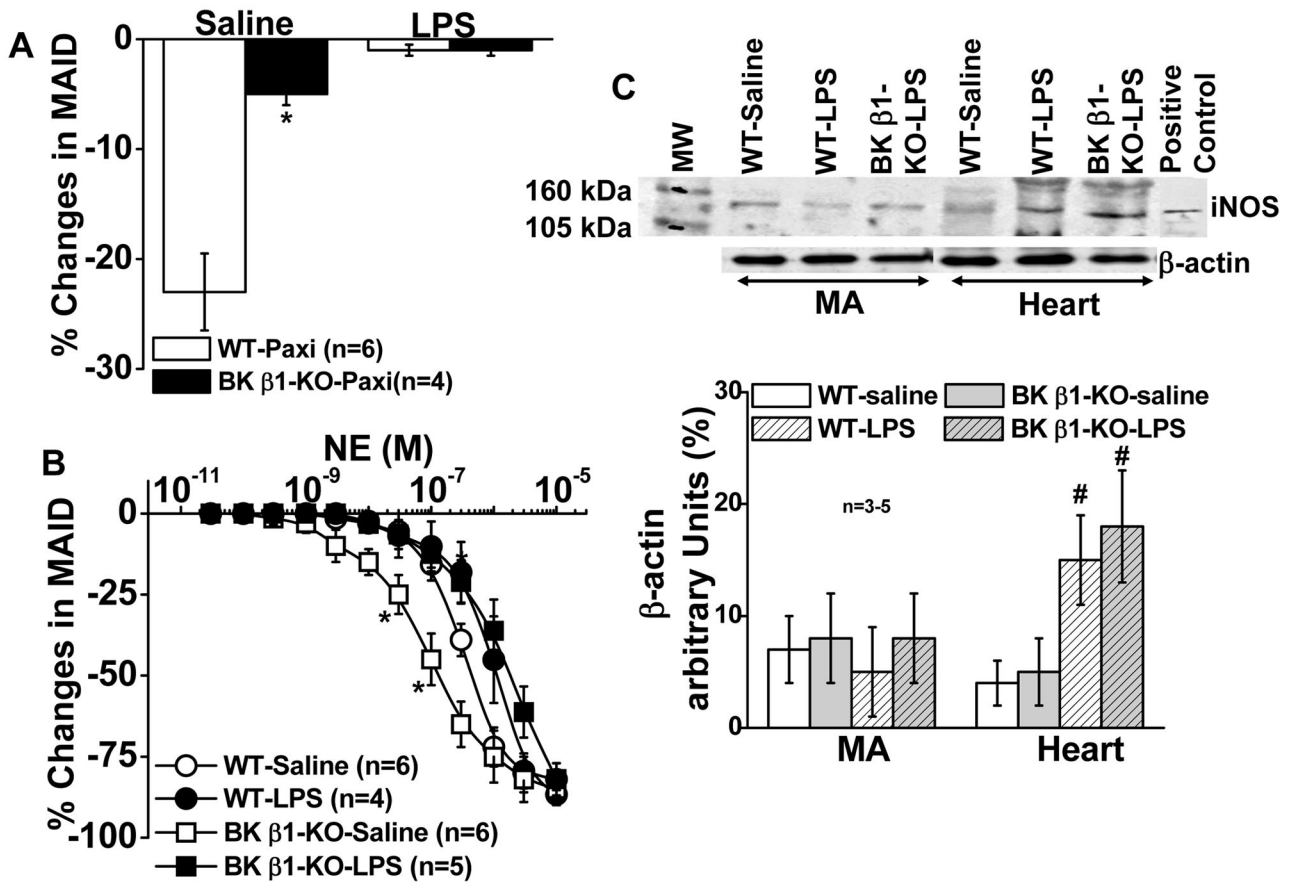 A
Saline
LPS
% Changes in MAID
0
-10
-20
-30
WT-Paxi (n=6)
BK β1-KO-Paxi(n=4)
*
B
NE (M)
10-11
10-9
10-7
10-5
% Changes in MAID
0
-25
-50
-75
-100
*
*
WT-Saline (n=6)
WT-LPS (n=4)
BK β1-KO-Saline (n=6)
BK β1-KO-LPS (n=5)
C
MW
WT-Saline
WT-LPS
BK β1-
KO-LPS
WT-Saline
WT-LPS
BK β1-
KO-LPS
Positive
Control
160 kDa
105 kDa
iNOS
β-actin
MA
Heart
β-actin
arbitrary Units (%)
30
20
10
0
WT-saline
BK β1-KO-saline
WT-LPS
BK β1-KO-LPS
n=3-5
#
#
MA
Heart